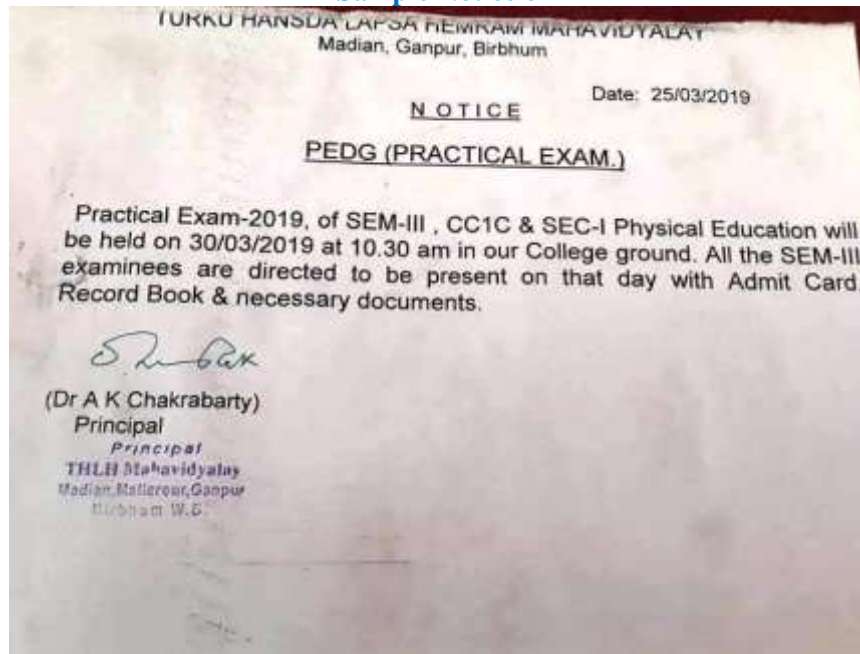 TURKU HANSDA LAPSA HEMRAM MAHAVIDYALAY
Madian, Ganpur, Birbhum
Date: 25/03/2019
NOTICE
PEDG (PRACTICAL EXAM.)
Practical Exam-2019, of SEM-III , CC1C & SEC-I Physical Education will
be held on 30/03/2019 at 10.30 am in our College ground. All the SEM-III
examinees are directed to be present on that day with Admit Card
Record Book & necessary documents.
(Dr A K Chakrabarty)
Principal
Principal
THLH Mahavidyalay
Madian,Mallarpur,Ganpur
Birbhum W.B.